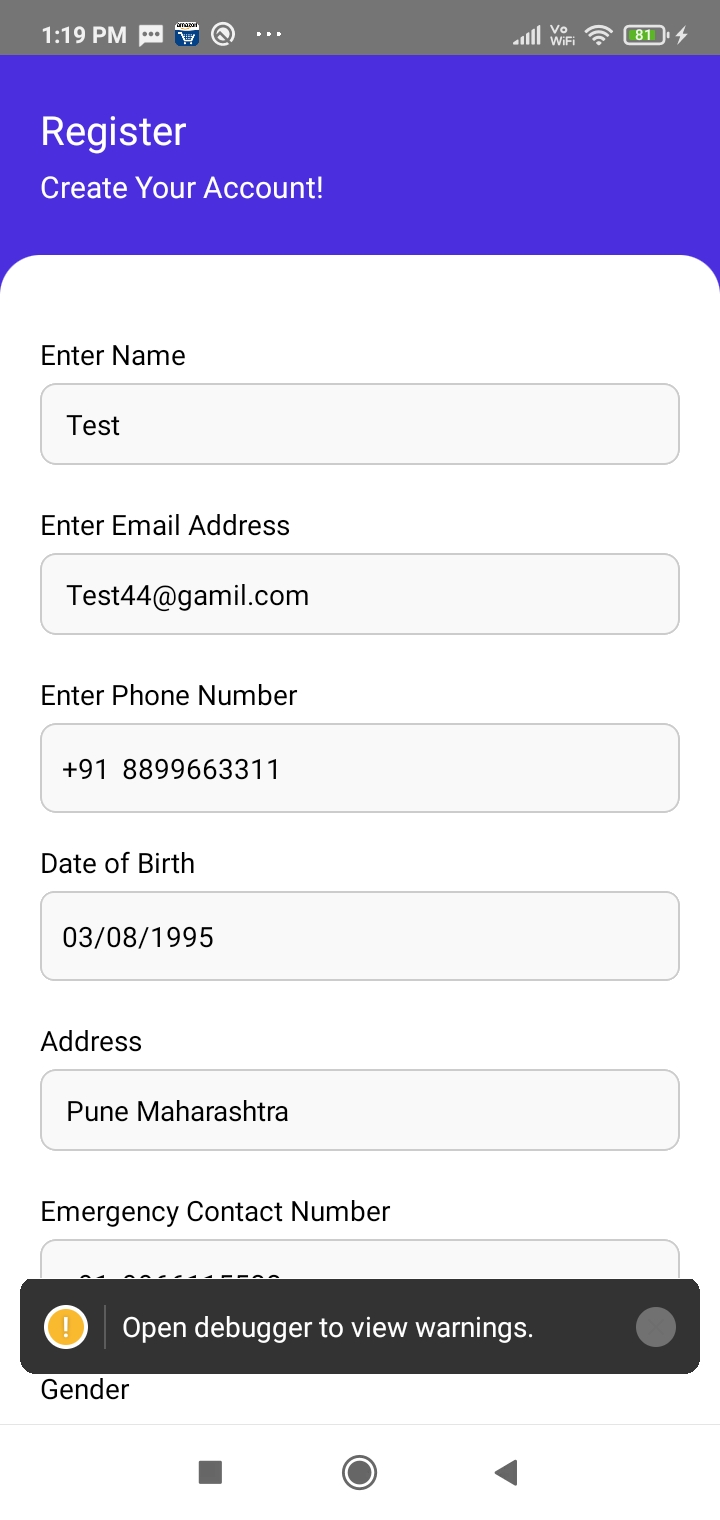 1:19 PM
amazon
Vo
WiFi
81
Register
Create Your Account!
Enter Name
Test
Enter Email Address
Test44@gamil.com
Enter Phone Number
+91 8899663311
Date of Birth
03/08/1995
Address
Pune Maharashtra
Emergency Contact Number
Open debugger to view warnings.
Gender